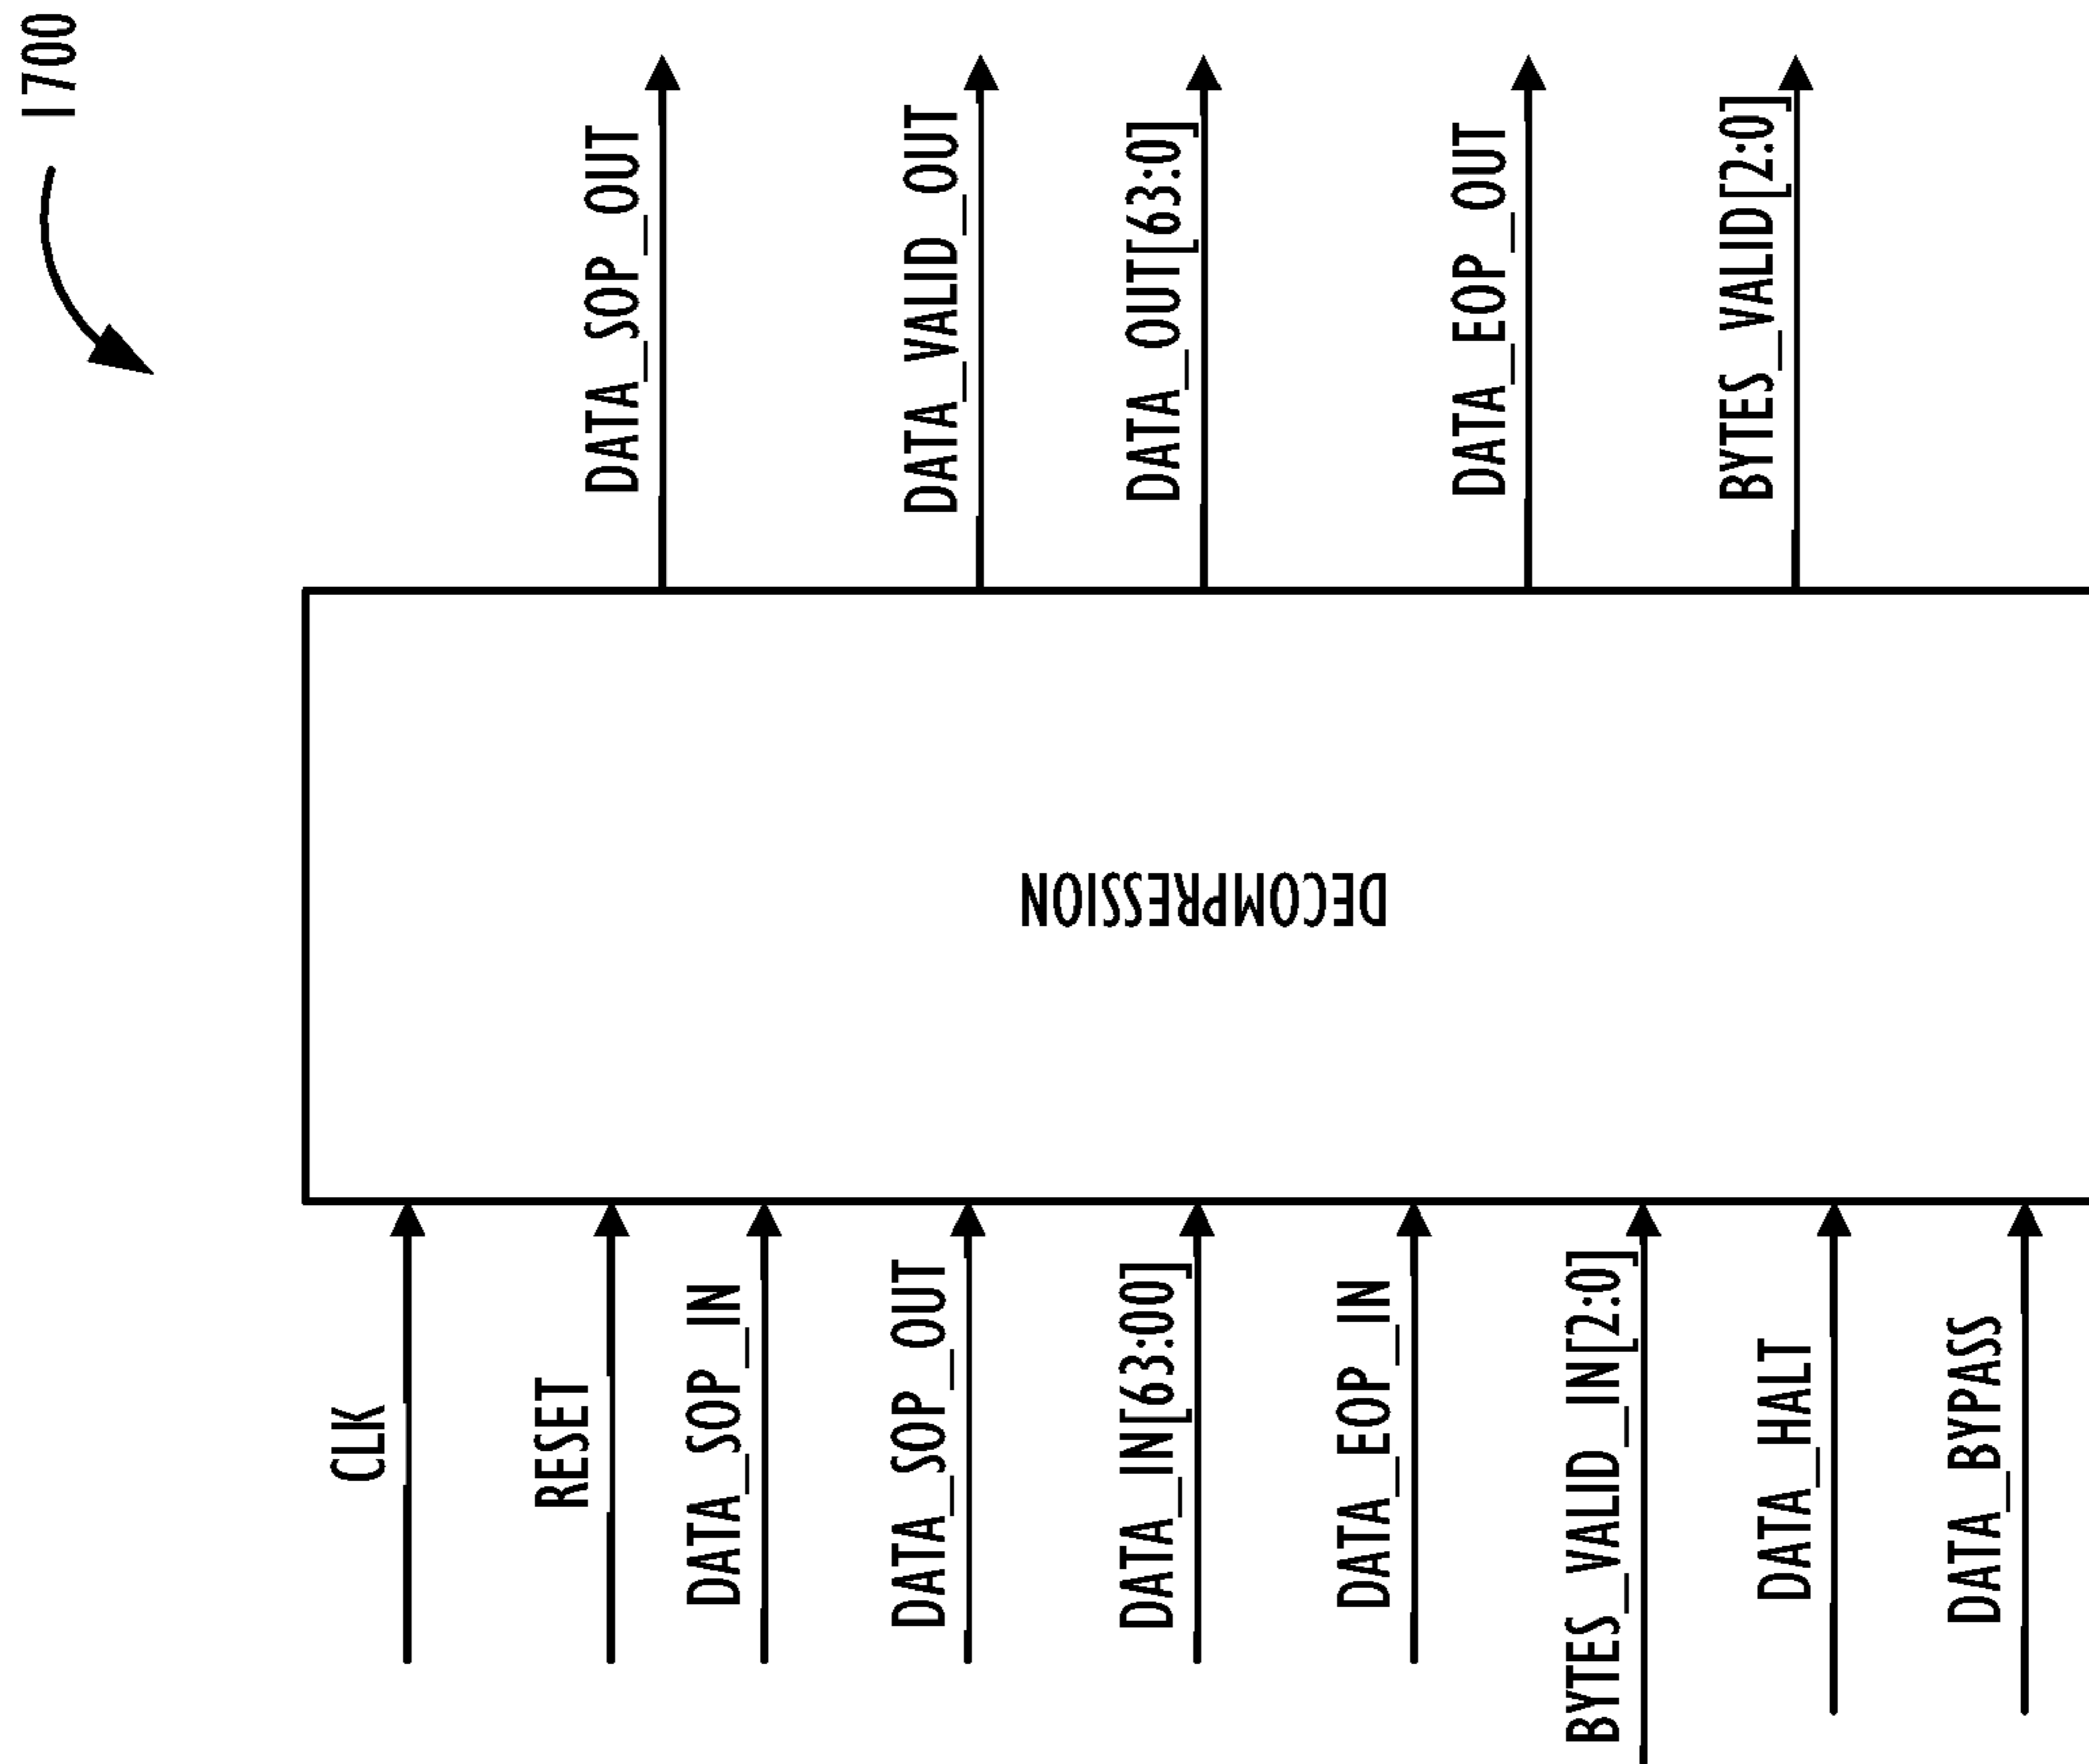 1700
CLK
RESET
DATA_SOP_IN
DATA_SOP_OUT
DATA_IN[63:00]
DATA_EOP_IN
BYTES_VALID_IN[2:0]
DATA_HALT
DATA_BYPASS
DECOMPRESSION
DATA_SOP_OUT
DATA_VALID_OUT
DATA_OUT[63:0]
DATA_EOP_OUT
BYTES_VALID[2:0]